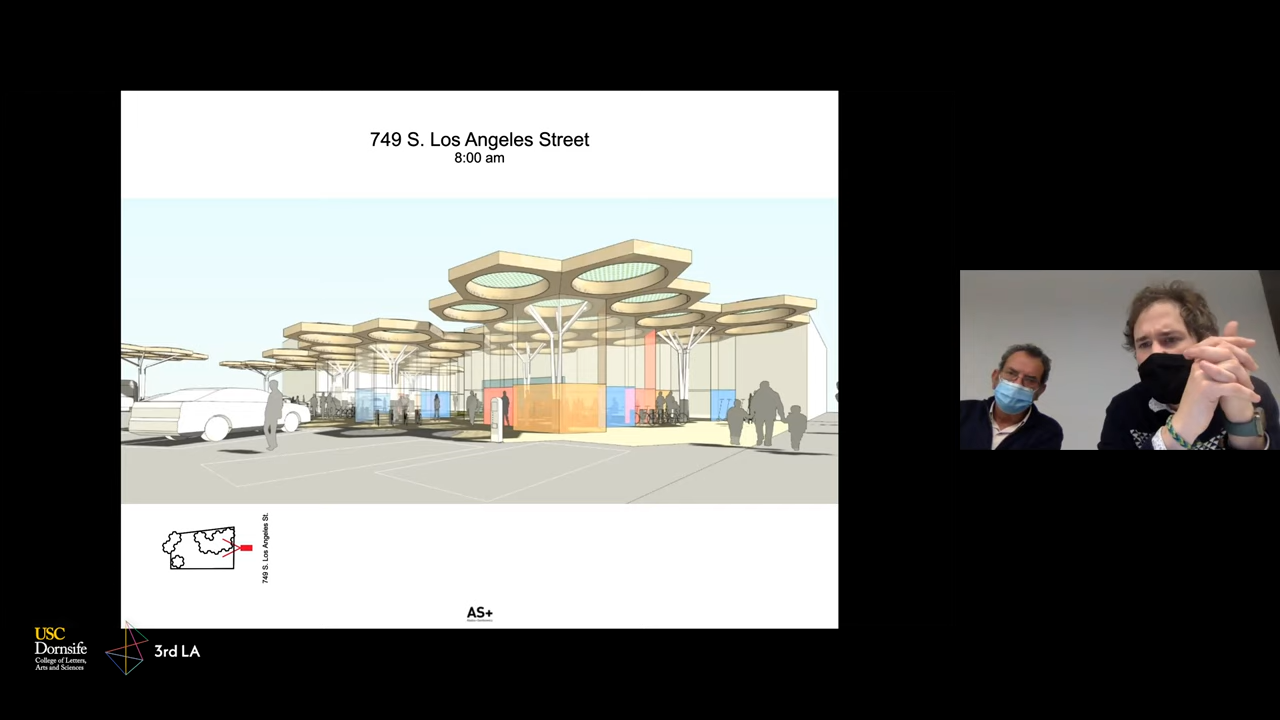 749 S. Los Angeles Street
8:00 am
749 S. Los Angeles St.
AS+
USC
Dornsife
College of Letters,
Arts and Sciences
3rd LA